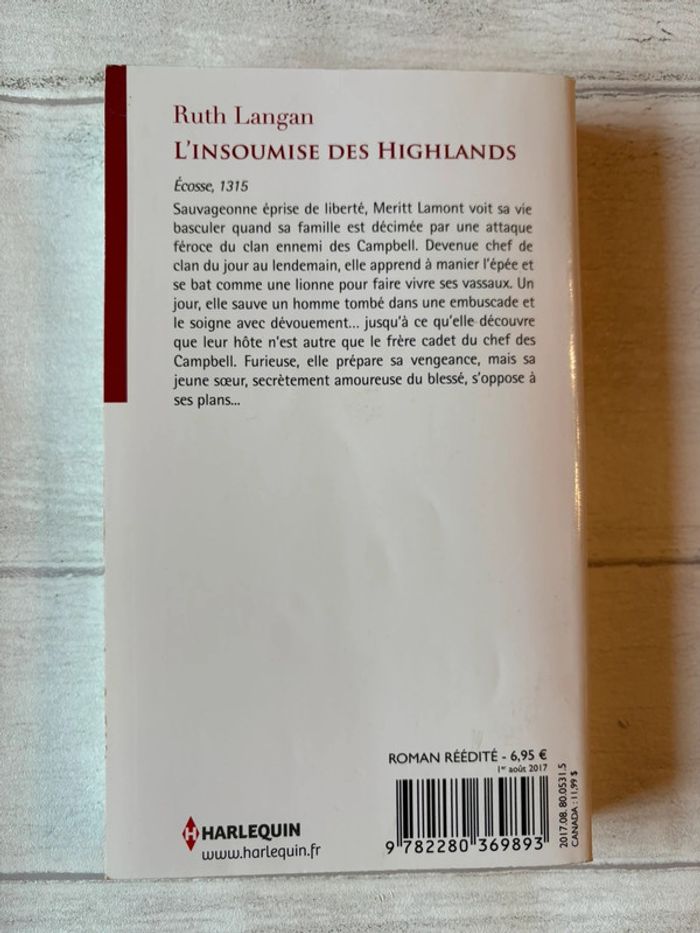 Ruth Langan
L'INSOUMISE DES HIGHLANDS
Écosse, 1315
Sauvageonne éprise de liberté, Meritt Lamont voit sa vie
basculer quand sa famille est décimée par une attaque
féroce du clan ennemi des Campbell. Devenue chef de
clan du jour au lendemain, elle apprend à manier l'épée et
se bat comme une lionne pour faire vivre ses vassaux. Un
jour, elle sauve un homme tombé dans une embuscade et
le soigne avec dévouement... jusqu'à ce qu'elle découvre
que leur hôte n'est autre que le frère cadet du chef des
Campbell. Furieuse, elle prépare sa vengeance, mais sa
jeune sœur, secrètement amoureuse du blessé, s'oppose à
ses plans...
ROMAN RÉÉDITÉ - 6,95 €
1er août 2017
H HARLEQUIN
www.harlequin.fr
9 782280 369893
2017.08.80.0531.5
CANADA : 11,99 $